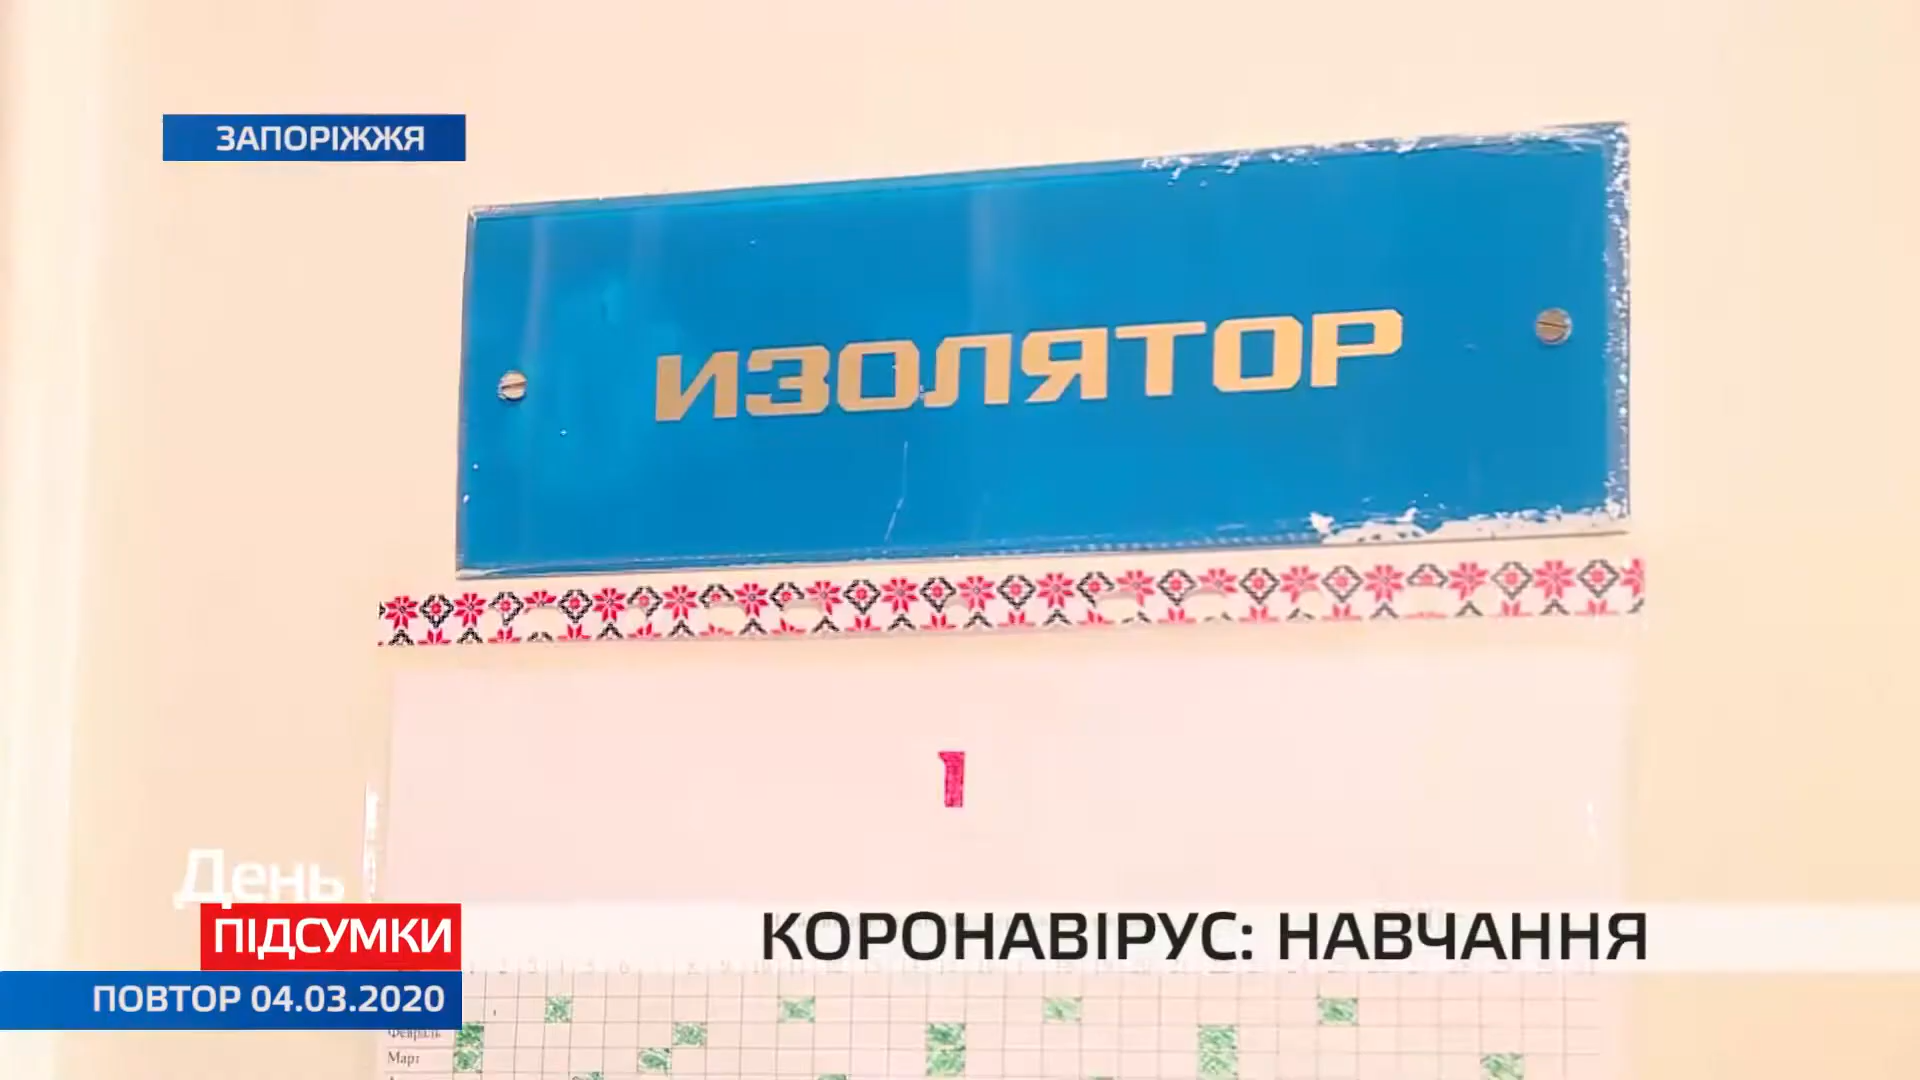 ЗАПОРІЖЖЯ
ИЗОЛЯТОР
1
День
ПІДСУМКИ
КОРОНАВІРУС: НАВЧАННЯ
ПОВТОР 04.03.2020
Февраль
Март